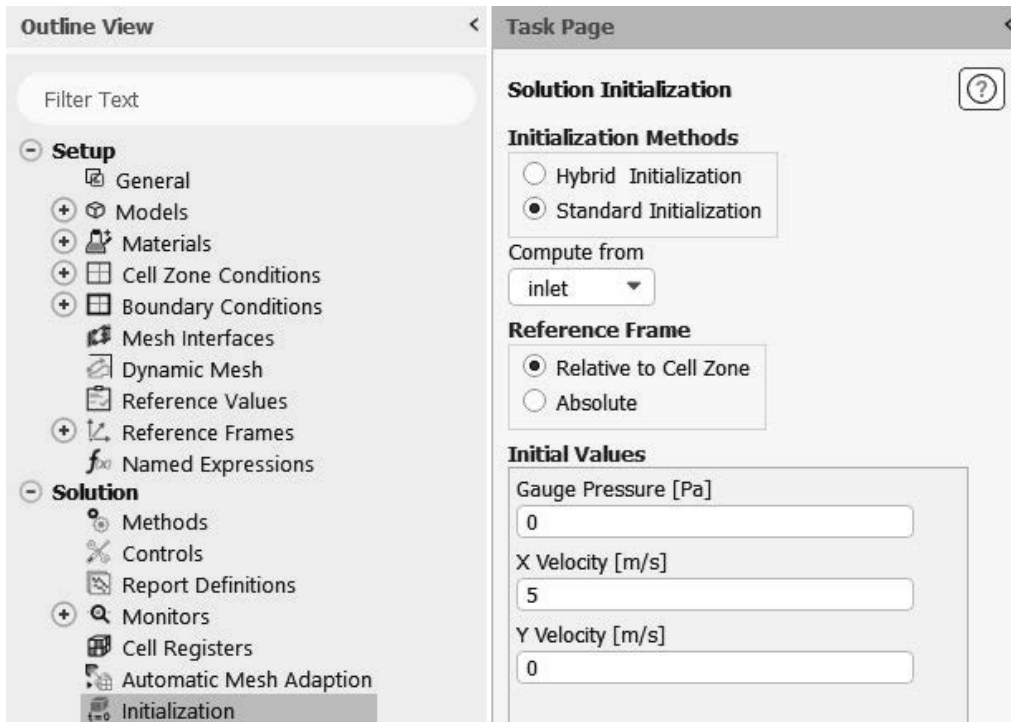 Outline View
Filter Text
Setup
General
Models
Materials
Cell Zone Conditions
Boundary Conditions
Mesh Interfaces
Dynamic Mesh
Reference Values
Reference Frames
Named Expressions
Solution
Methods
Controls
Report Definitions
Monitors
Cell Registers
Automatic Mesh Adaption
t=0 Initialization
Task Page
Solution Initialization
Initialization Methods
Hybrid Initialization
Standard Initialization
Compute from
inlet
Reference Frame
Relative to Cell Zone
Absolute
Initial Values
Gauge Pressure [Pa]
0
X Velocity [m/s]
5
Y Velocity [m/s]
0